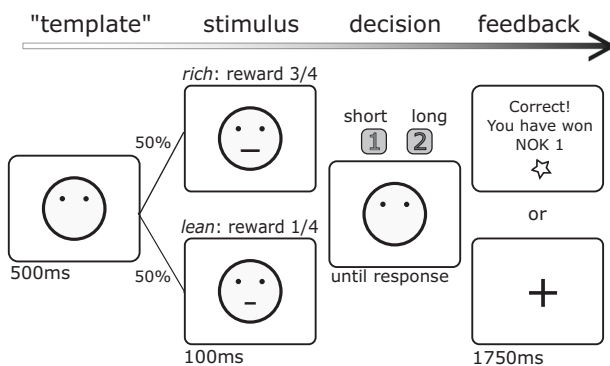 "template" stimulus decision feedback
rich: reward 3/4
50%
short long
1 2
Correct!
You have won
NOK 1
or
lean: reward 1/4
50%
500ms
until response
100ms
1750ms